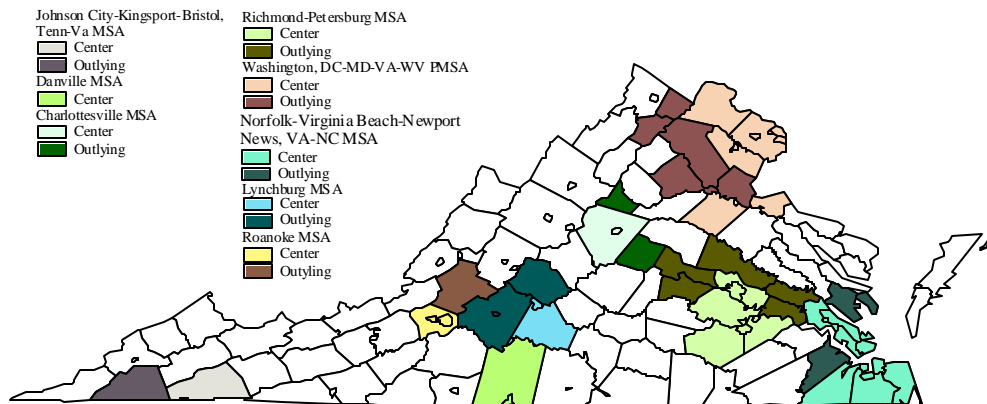 Johnson City-Kingsport-Bristol,
Tenn-Va MSA
Center
Outlying
Danville MSA
Center
Charlottesville MSA
Center
Outlying
Richmond-Petersburg MSA
Center
Outlying
Washington, DC-MD-VA-WV PMSA
Center
Outlying
Norfolk-Virginia Beach-Newport
News, VA-NC MSA
Center
Outlying
Lynchburg MSA
Center
Outlying
Roanoke MSA
Center
Outyling